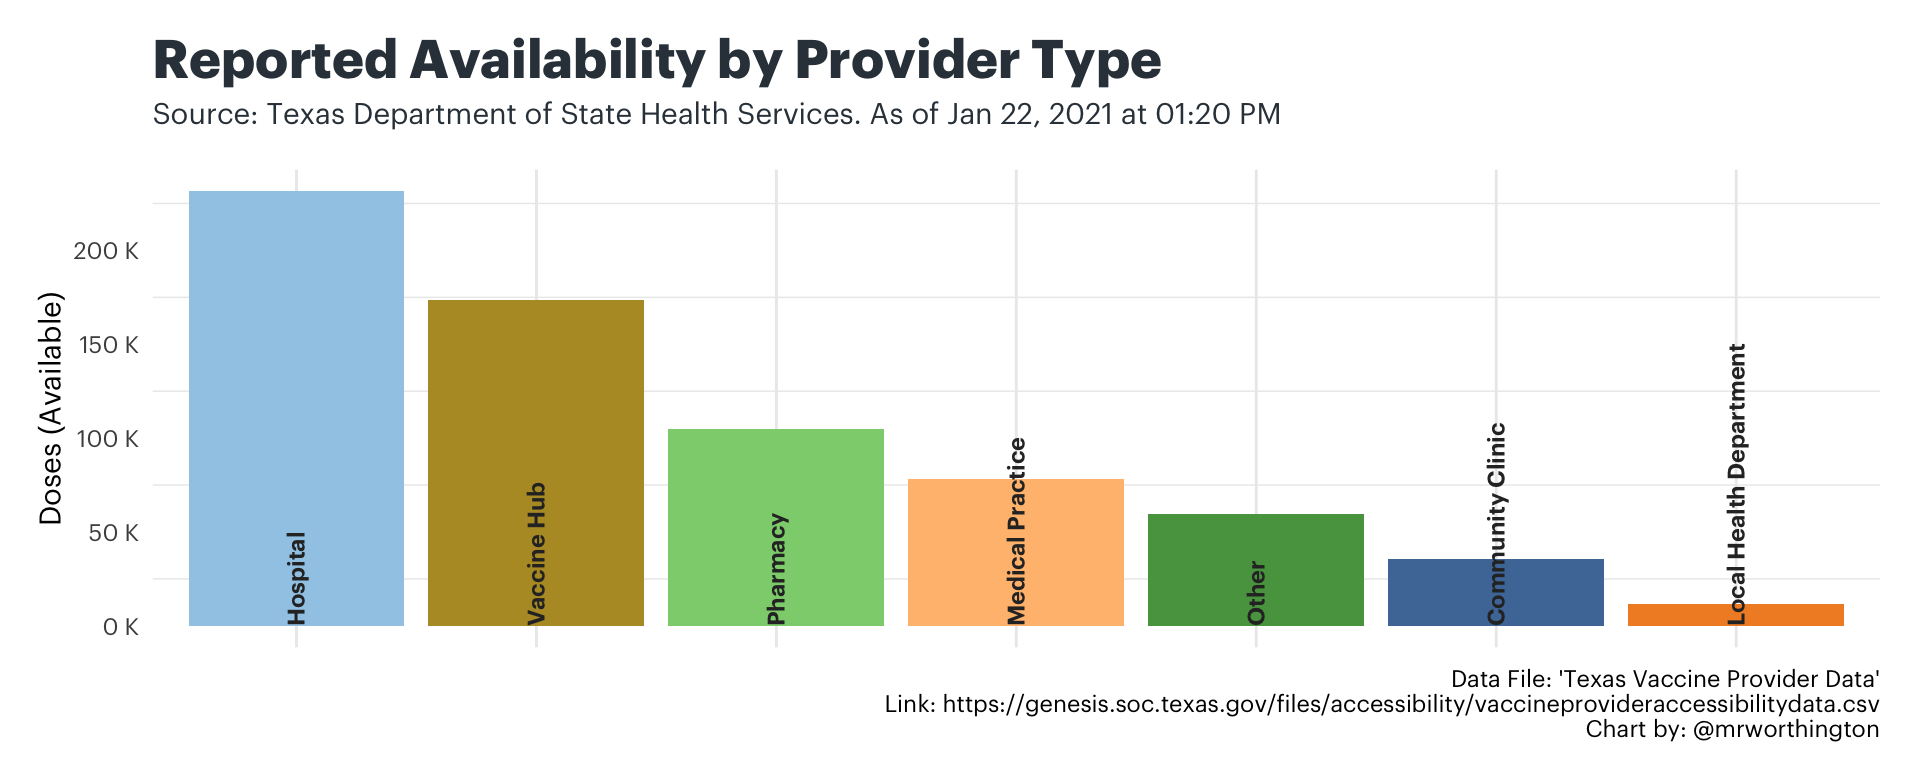 Reported Availability by Provider Type
Source: Texas Department of State Health Services. As of Jan 22, 2021 at 01:20 PM
Doses (Available)
200 K
150 K
100 K
50 K
0 K
Hospital
Vaccine Hub
Pharmacy
Medical Practice
Other
Community Clinic
Local Health Department
Data File: 'Texas Vaccine Provider Data'
Link: https://genesis.soc.texas.gov/files/accessibility/vaccineprovideraccessibilitydata.csv
Chart by: @mrworthington